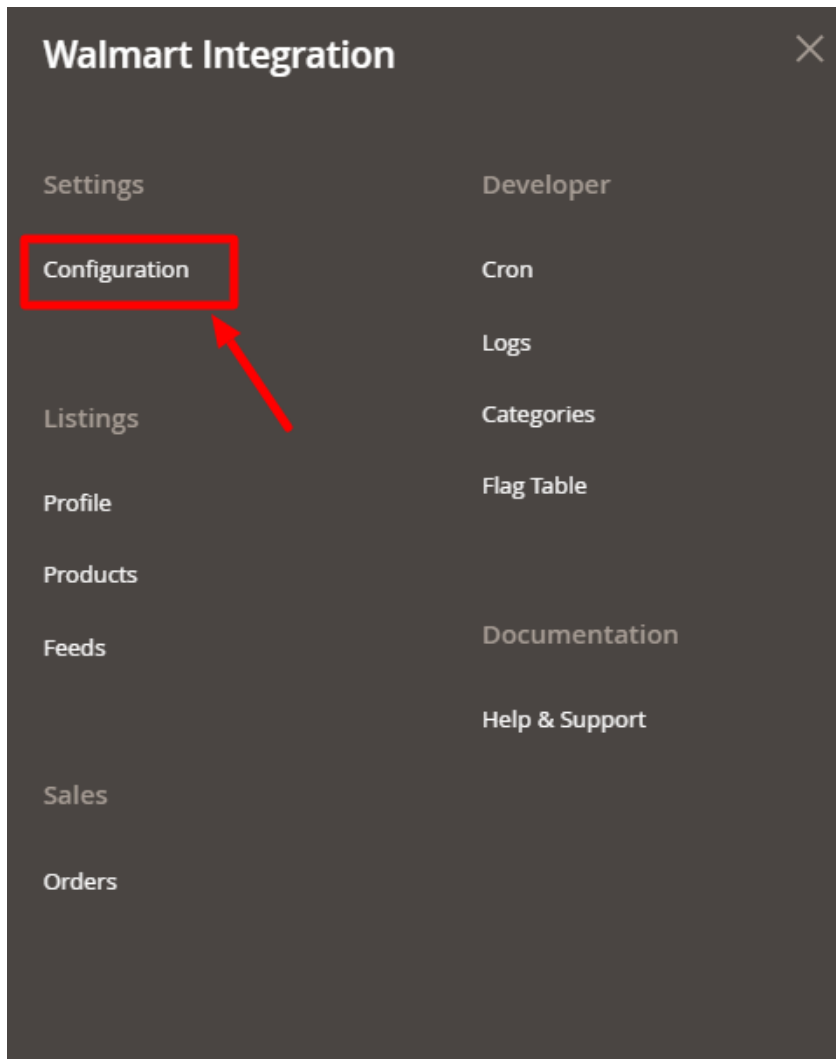 Walmart Integration
Settings
Configuration
Listings
Profile
Products
Feeds
Sales
Orders
Developer
Cron
Logs
Categories
Flag Table
Documentation
Help & Support